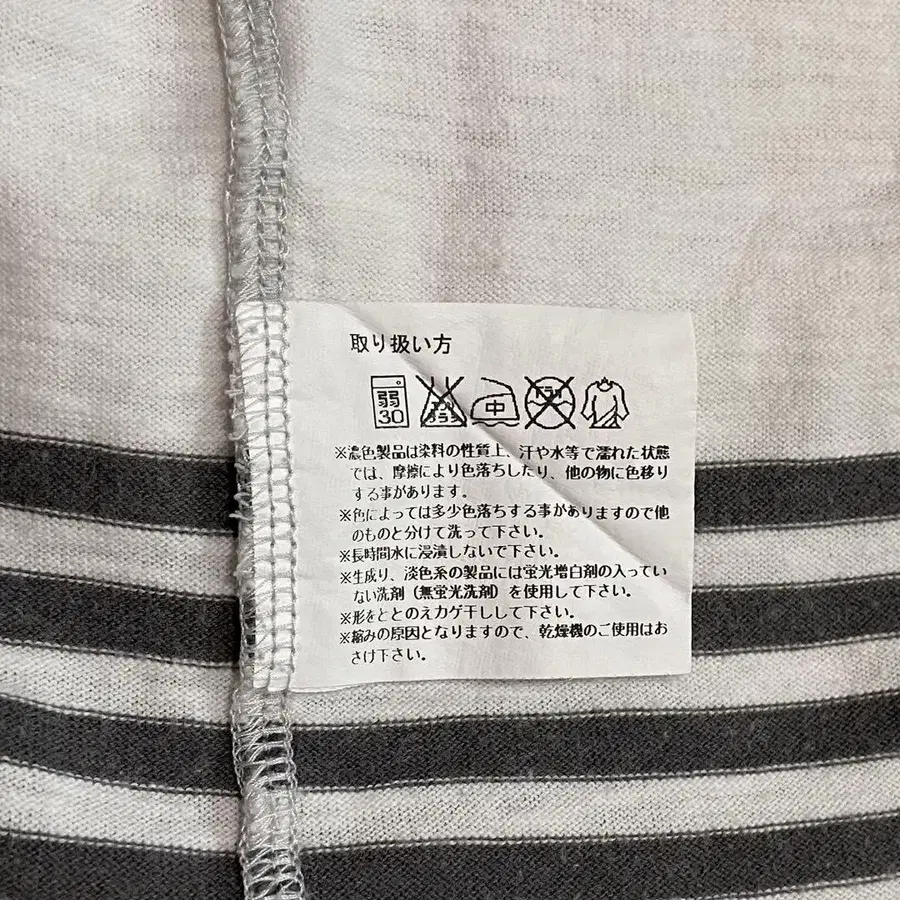 取り扱い方
弱 30 エンソ サラシ 中 ドライ
※濃色製品は染料の性質上、汗や水等で濡れた状態
では、摩擦により色落ちしたり、他の物に色移り
する事があります。
※色によっては多少色落ちする事がありますので他
のものと分けて洗って下さい。
※長時間水に浸漬しないで下さい。
※生成り、淡色系の製品には蛍光増白剤の入ってい
ない洗剤（無蛍光洗剤）を使用して下さい。
※形をととのえカゲ干しして下さい。
※縮みの原因となりますので、乾燥機のご使用はお
さけ下さい。